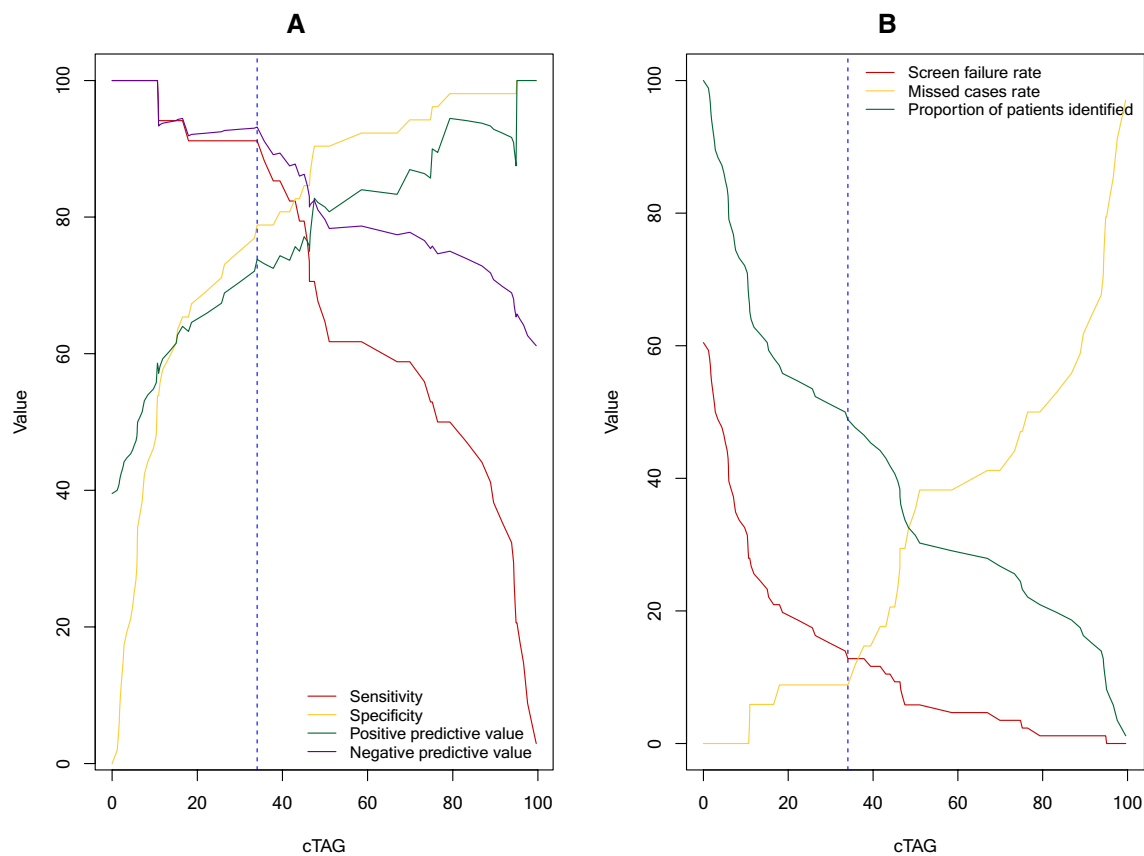 A
Value
100
80
60
40
20
0
Sensitivity
Specificity
Positive predictive value
Negative predictive value
0 20 40 60 80 100
cTAG
B
Value
100
80
60
40
20
0
Screen failure rate
Missed cases rate
Proportion of patients identified
0 20 40 60 80 100
cTAG